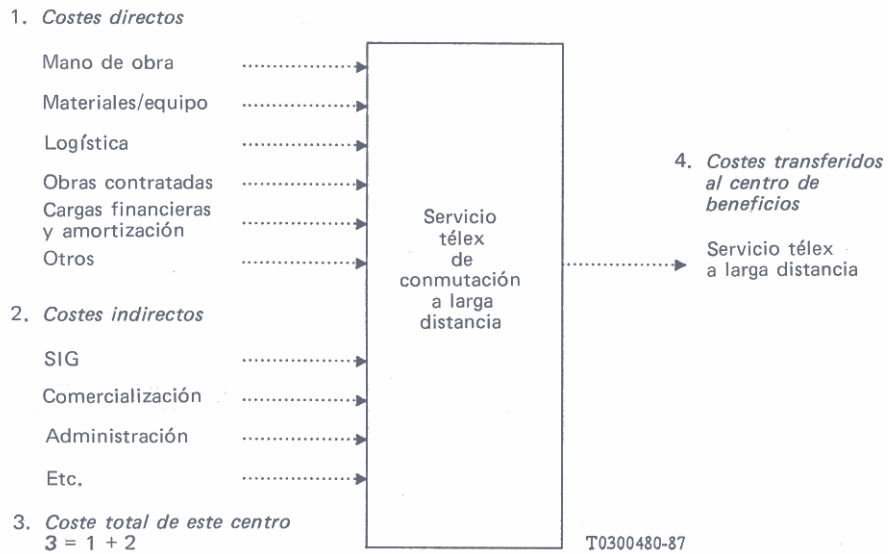 1. Costes directos
Mano de obra
Materiales/equipo
Logística
Obras contratadas
Cargas financieras
y amortización
Otros
2. Costes indirectos
SIG
Comercialización
Administración
Etc.
3. Coste total de este centro
3 = 1 + 2
Servicio
télex
de
conmutación
a larga
distancia
4. Costes transferidos
al centro de
beneficios
Servicio télex
a larga distancia
T0300480-87